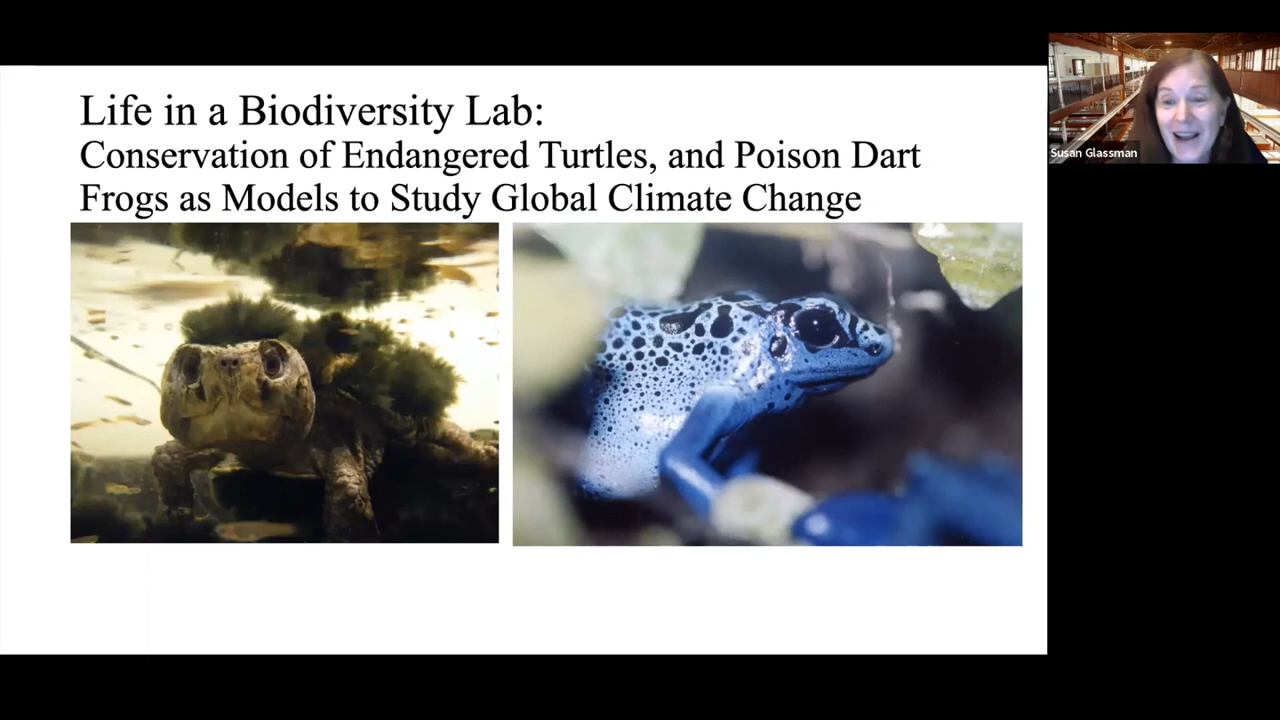 Life in a Biodiversity Lab:
Conservation of Endangered Turtles, and Poison Dart
Frogs as Models to Study Global Climate Change
Susan Glassman